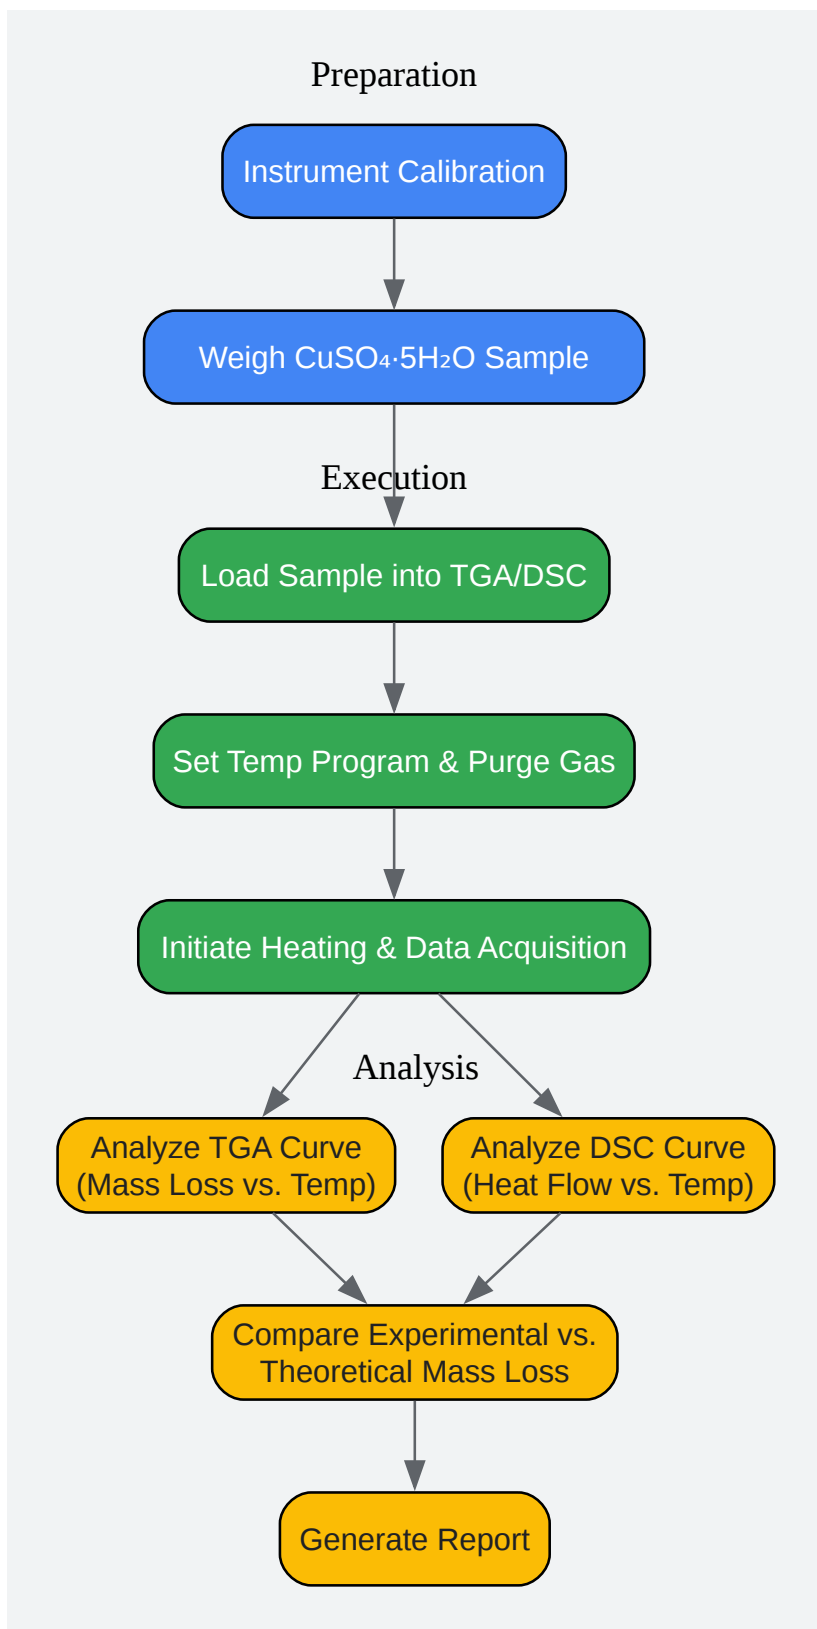 Preparation
Instrument Calibration
Weigh CuSO₄·5H₂O Sample
Execution
Load Sample into TGA/DSC
Set Temp Program & Purge Gas
Initiate Heating & Data Acquisition
Analysis
Analyze TGA Curve
(Mass Loss vs. Temp)
Analyze DSC Curve
(Heat Flow vs. Temp)
Compare Experimental vs.
Theoretical Mass Loss
Generate Report